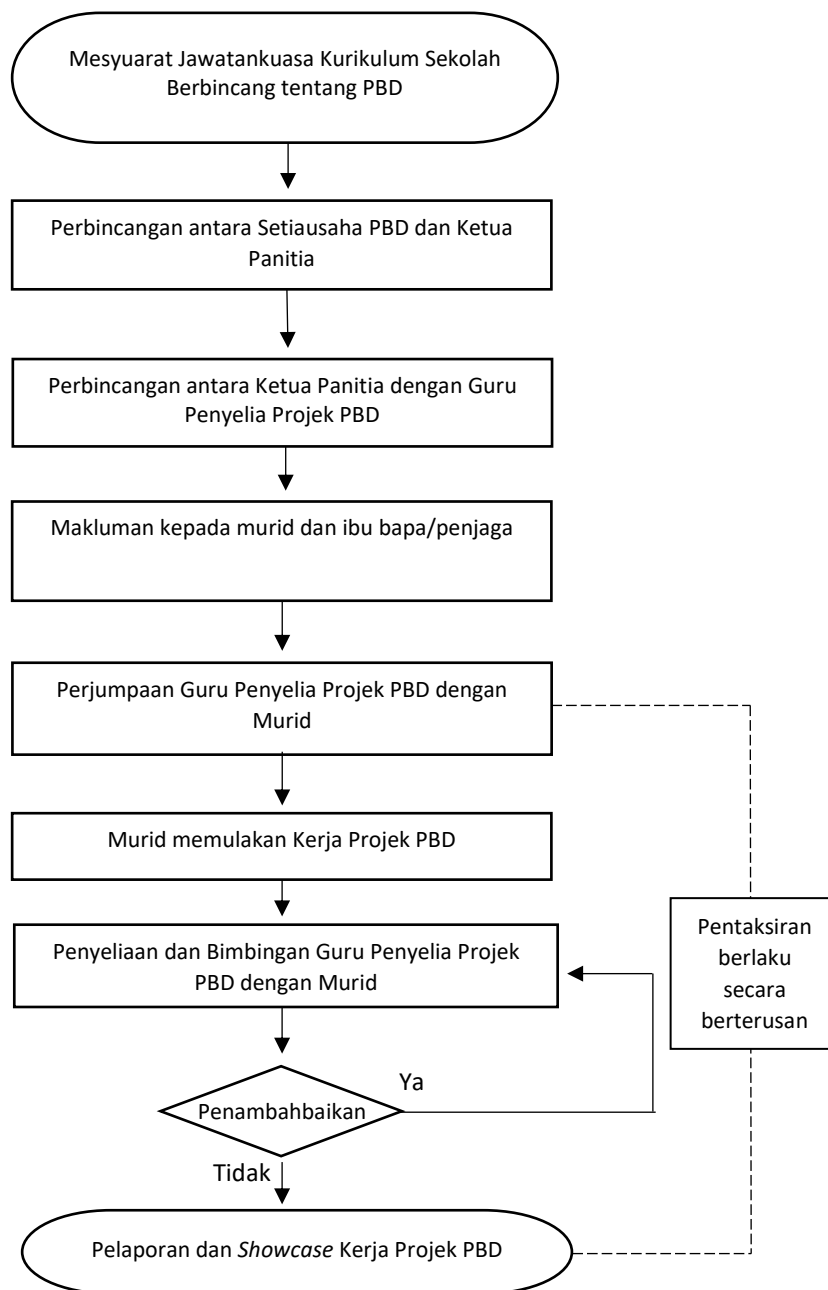 Mesyuarat Jawatankuasa Kurikulum Sekolah
Berbincang tentang PBD
Perbincangan antara Setiausaha PBD dan Ketua
Panitia
Perbincangan antara Ketua Panitia dengan Guru
Penyelia Projek PBD
Makluman kepada murid dan ibu bapa/penjaga
Perjumpaan Guru Penyelia Projek PBD dengan
Murid
Murid memulakan Kerja Projek PBD
Penyeliaan dan Bimbingan Guru Penyelia Projek
PBD dengan Murid
Pentaksiran
berlaku
secara
berterusan
Ya
Penambahbaikan
Tidak
Pelaporan dan Showcase Kerja Projek PBD